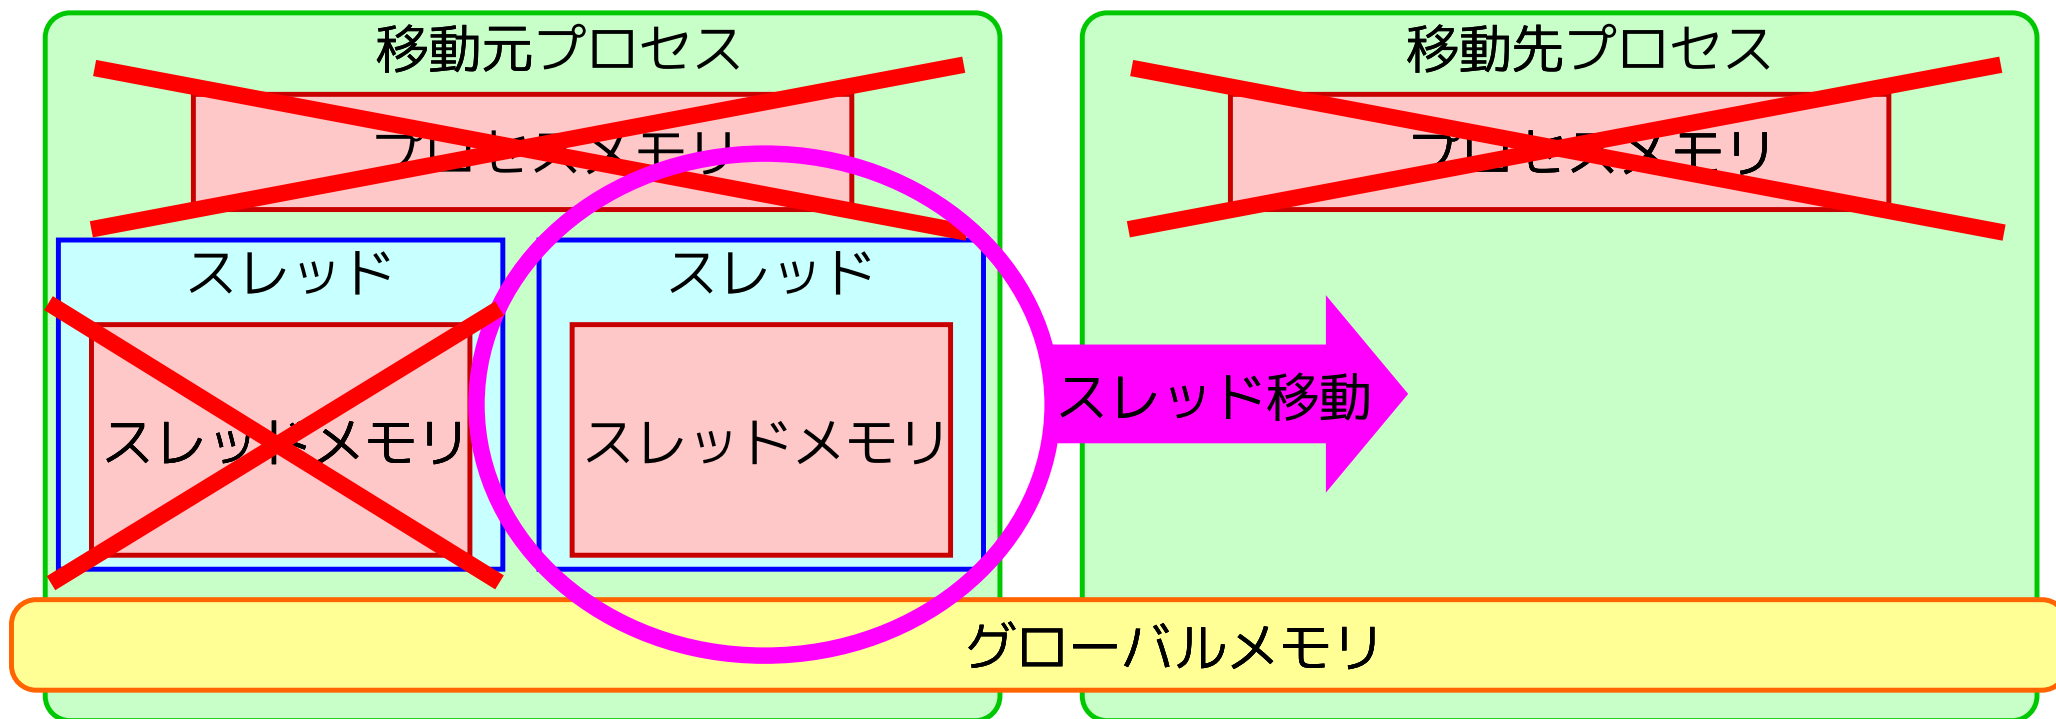 移動元プロセス
移動先プロセス
プロセスメモリ
プロセスメモリ
スレッド
スレッド
スレッドメモリ
スレッドメモリ
スレッド移動
グローバルメモリ